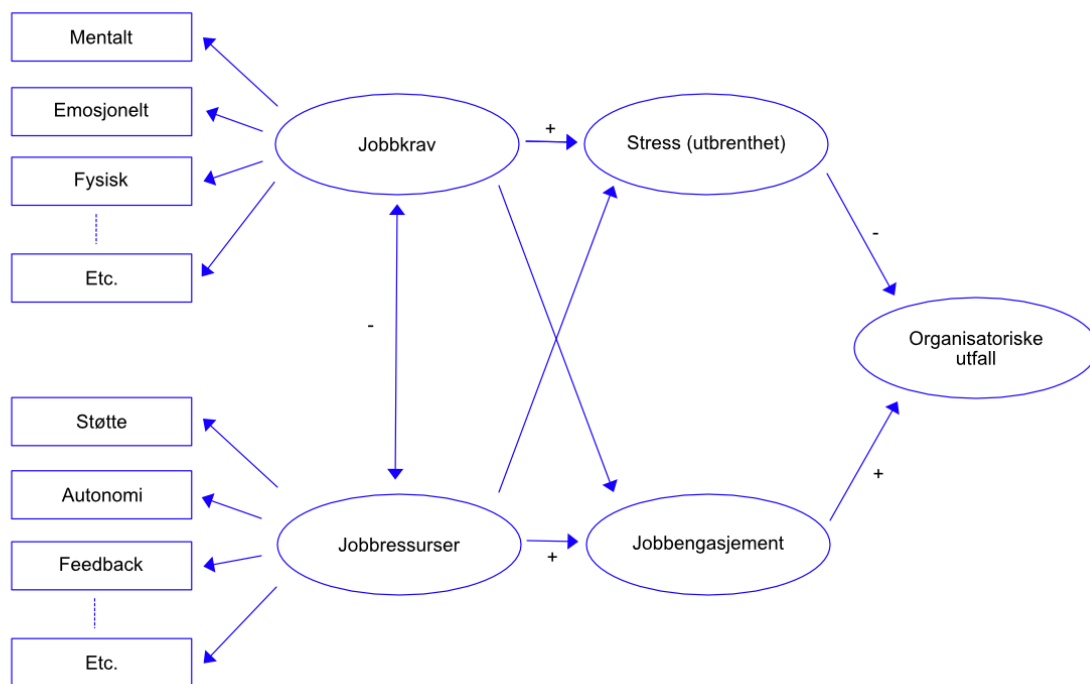 Mentalt
Emosjonelt
Fysisk
Etc.
Jobbkrav
+
Stress (utbrenthet)
-
-
Organisatoriske
utfall
Støtte
Autonomi
Feedback
Etc.
Jobbressurser
+
Jobbengasjement
+